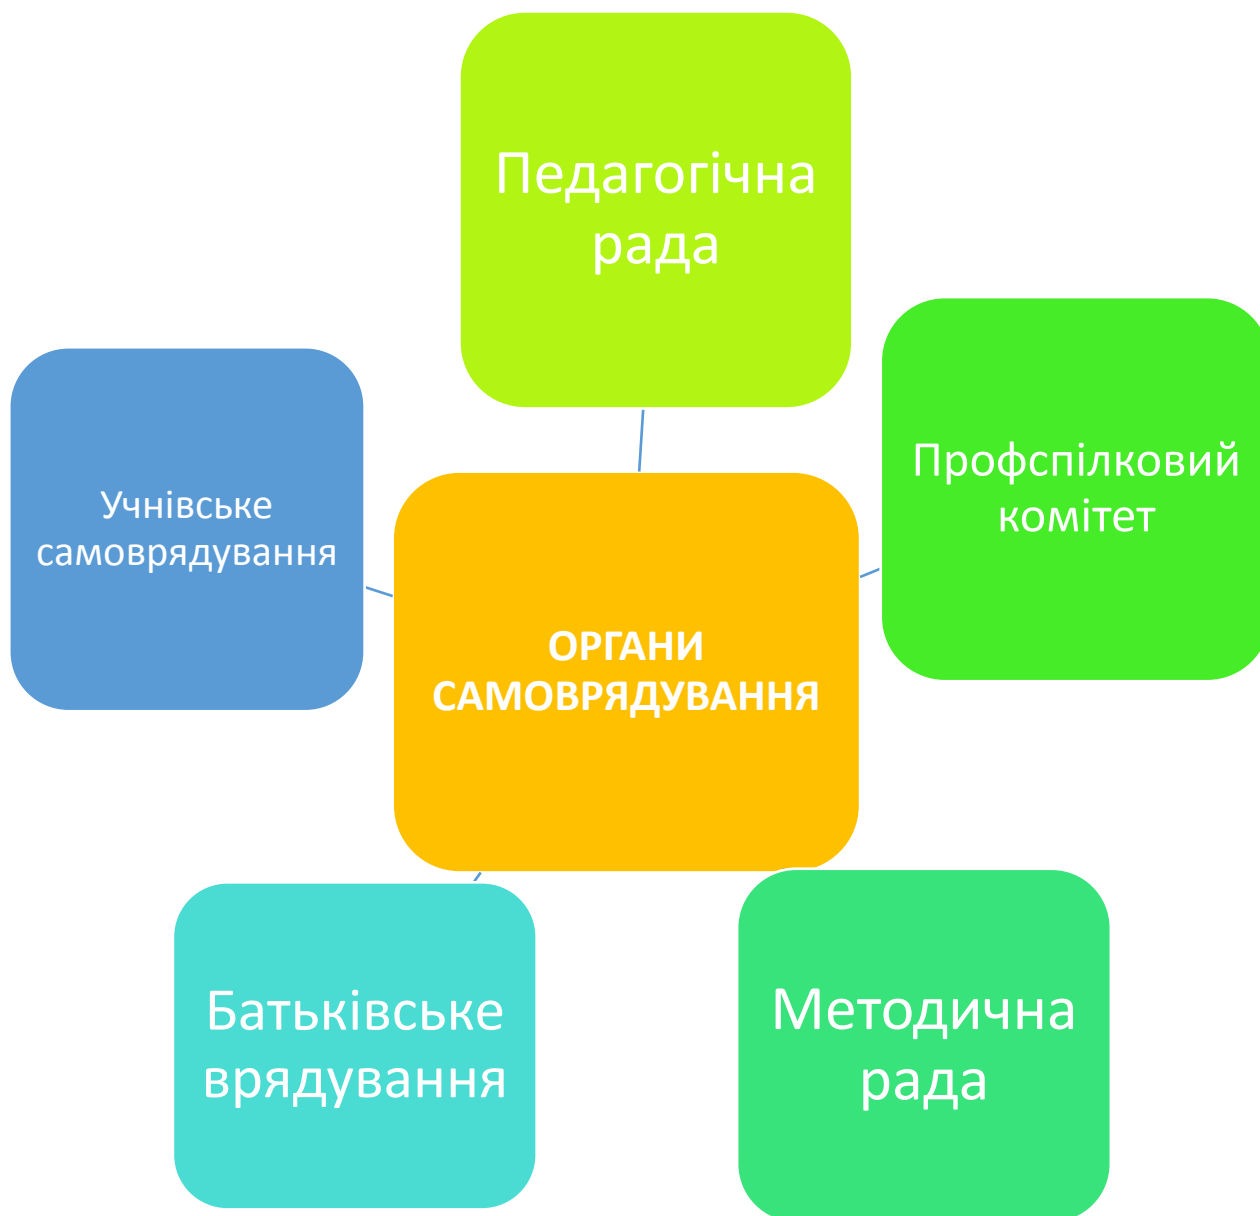 Педагогічна
рада
Профспілковий
комітет
Учнівське
самоврядування
ОРГАНИ
САМОВРЯДУВАННЯ
Батьківське
врядування
Методична
рада